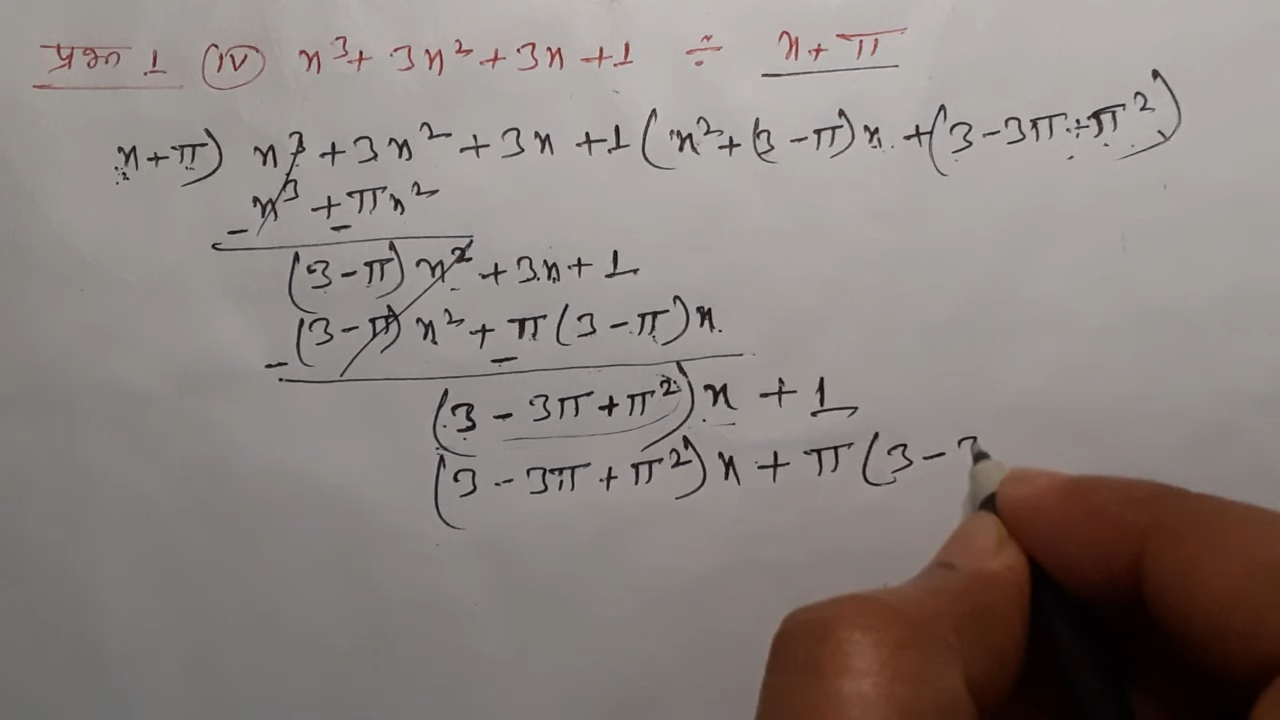 प्रश्न 1 (iv) x³ + 3x² + 3x + 1 ÷ x + π
x + π) x³ + 3x² + 3x + 1 (x² + (3 - π)x + (3 - 3π + π²)
- x³ + πx²
-
(3 - π) x² + 3x + 1
- (3 - π) x² + π (3 - π) x
-
(3 - 3π + π²) x + 1
(3 - 3π + π²) x + π (3 - 3